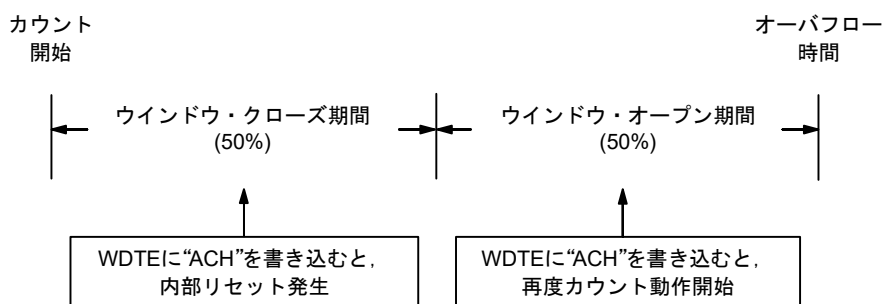 カウント
開始
オーバフロー
時間
ウインドウ・クローズ期間
(50%)
ウインドウ・オープン期間
(50%)
WDTEに“ACH”を書き込むと,
内部リセット発生
WDTEに“ACH”を書き込むと,
再度カウント動作開始